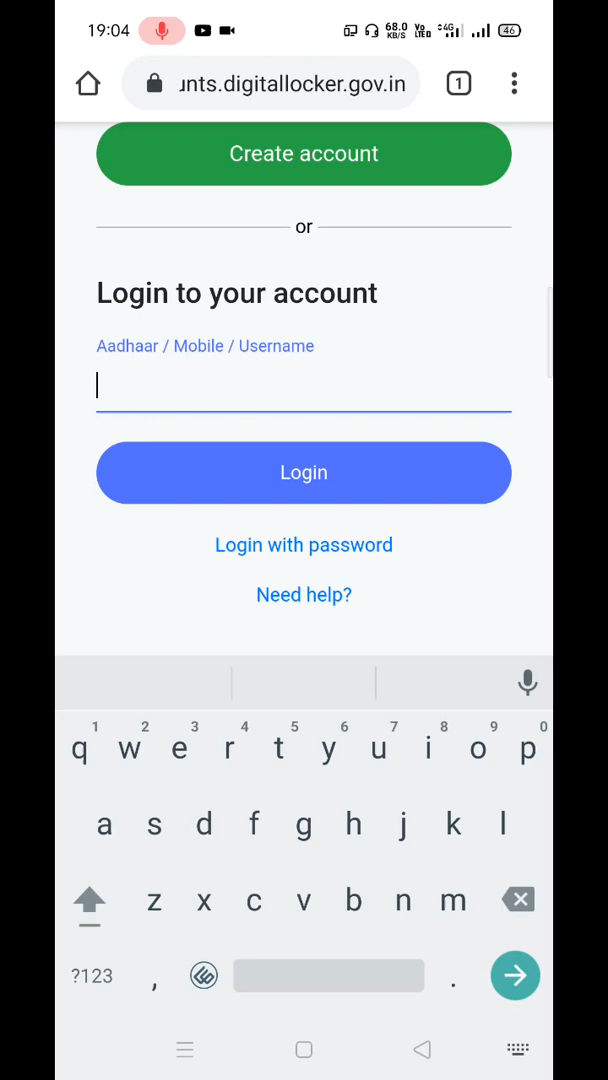 19:04 68.0 KB/S Vo LTED 4G 46
unts.digitallocker.gov.in 1
Create account
or
Login to your account
Aadhaar / Mobile / Username
Login
Login with password
Need help?
1 2 3 4 5 6 7 8 9 0
q w e r t y u i o p
a s d f g h j k l
z x c v b n m
?123 , .